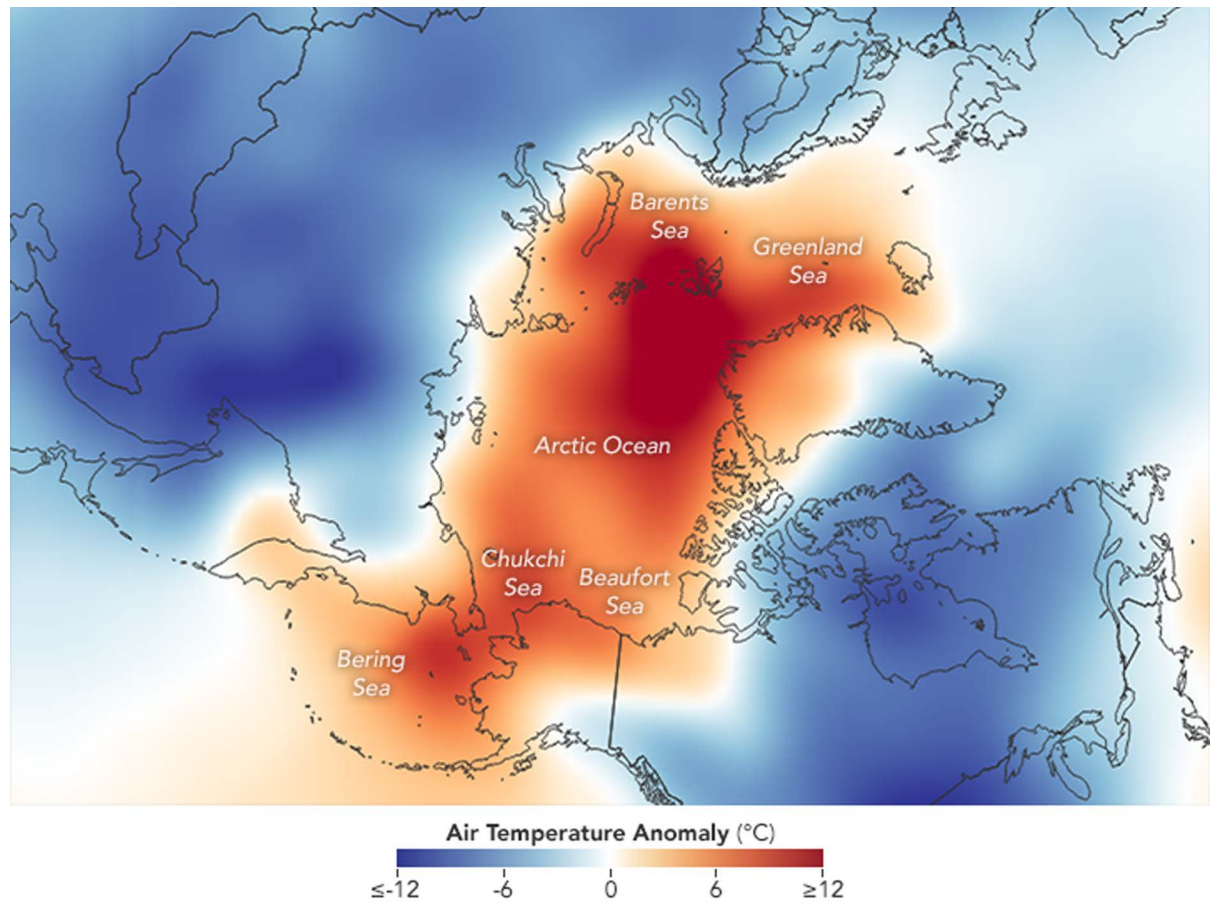 Barents
Sea
Greenland
Sea
Arctic Ocean
Chukchi
Sea
Beaufort
Sea
Bering
Sea
Air Temperature Anomaly (°C)
≤-12 -6 0 6 ≥12